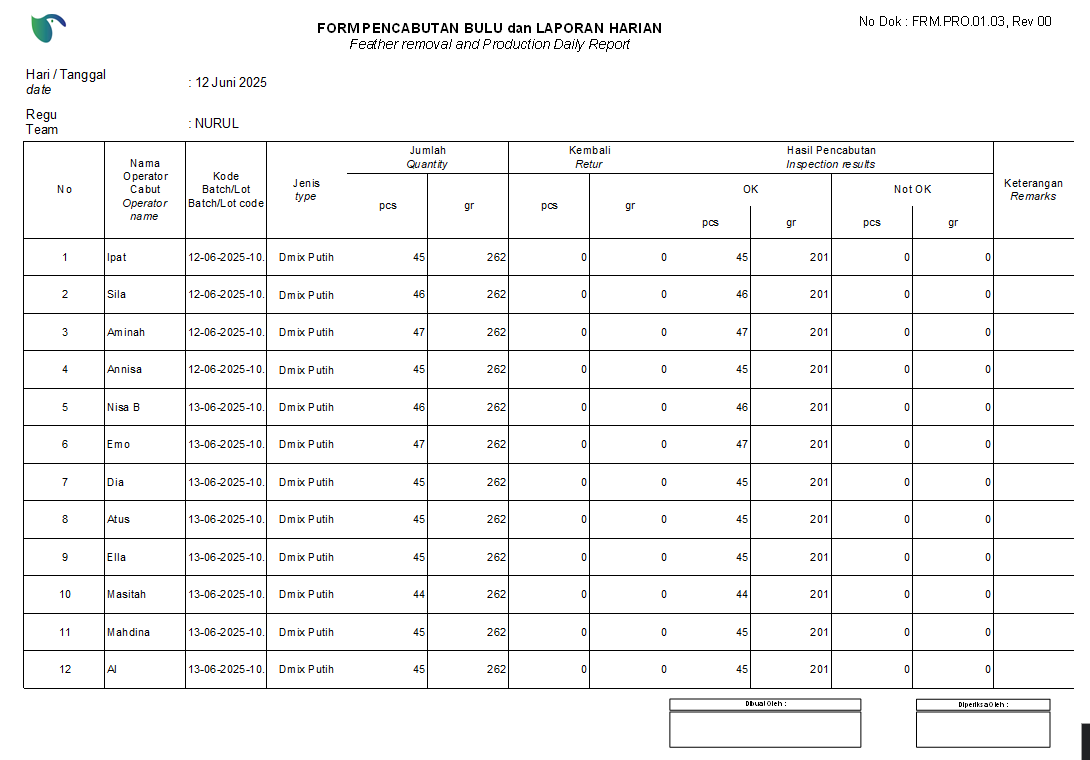 FORM PENCABUTAN BULU dan LAPORAN HARIAN
Feather removal and Production Daily Report
No Dok : FRM.PRO.01.03, Rev 00
Hari / Tanggal
date
: 12 Juni 2025
Regu
Team
: NURUL
No
Nama
Operator
Cabut
Operator
name
Kode
Batch/Lot
Batch/Lot code
Jenis
type
Jumlah
Quantity
pcs gr
Kembali
Retur
pcs gr
Hasil Pencabutan
Inspection results
OK Not OK
pcs gr pcs gr
Keterangan
Remarks
1 Ipat 12-06-2025-10. Dmix Putih 45 262 0 0 45 201 0 0
2 Sila 12-06-2025-10. Dmix Putih 46 262 0 0 46 201 0 0
3 Aminah 12-06-2025-10. Dmix Putih 47 262 0 0 47 201 0 0
4 Annisa 12-06-2025-10. Dmix Putih 45 262 0 0 45 201 0 0
5 Nisa B 13-06-2025-10. Dmix Putih 46 262 0 0 46 201 0 0
6 Emo 13-06-2025-10. Dmix Putih 47 262 0 0 47 201 0 0
7 Dia 13-06-2025-10. Dmix Putih 45 262 0 0 45 201 0 0
8 Atus 13-06-2025-10. Dmix Putih 45 262 0 0 45 201 0 0
9 Ella 13-06-2025-10. Dmix Putih 45 262 0 0 45 201 0 0
10 Masitah 13-06-2025-10. Dmix Putih 44 262 0 0 44 201 0 0
11 Mahdina 13-06-2025-10. Dmix Putih 45 262 0 0 45 201 0 0
12 Al 13-06-2025-10. Dmix Putih 45 262 0 0 45 201 0 0
Dibuat Oleh :
Diperiksa Oleh :